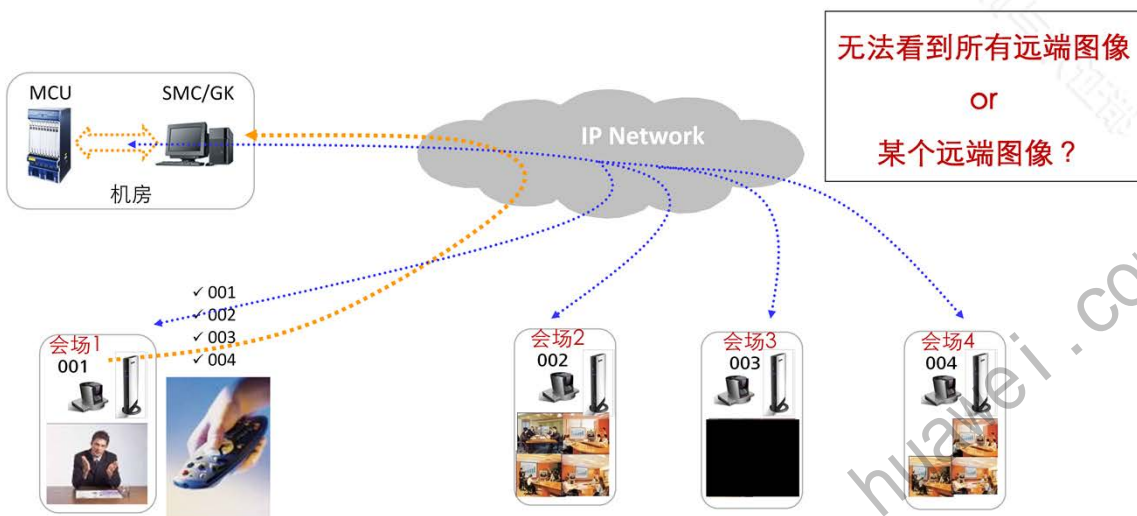 无法看到所有远端图像
or
某个远端图像？
MCU
SMC/GK
机房
IP Network
✓ 001
✓ 002
✓ 003
✓ 004
会场1
001
会场2
002
会场3
003
会场4
004
huawei.co